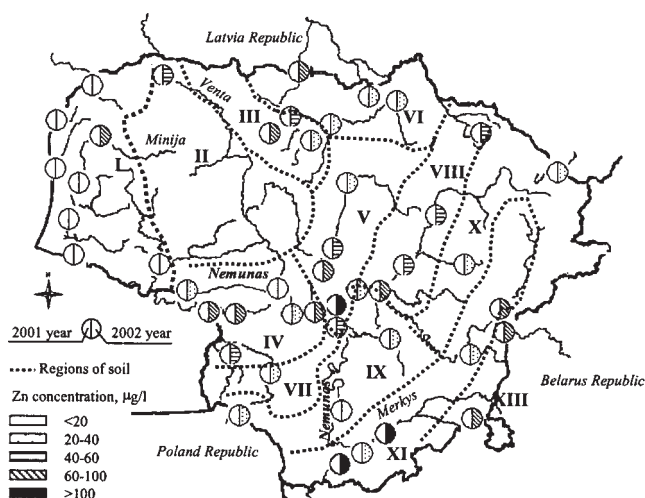 Latvia Republic
Venta
III
VI
Minija
I
II
VIII
V
X
Nemunas
2001 year
2002 year
Regions of soil
IV
IX
Zn concentration, µg/l
VII
Belarus Republic
<20
Merkys
XIII
20-40
Nemunas
40-60
Poland Republic
XI
60-100
>100